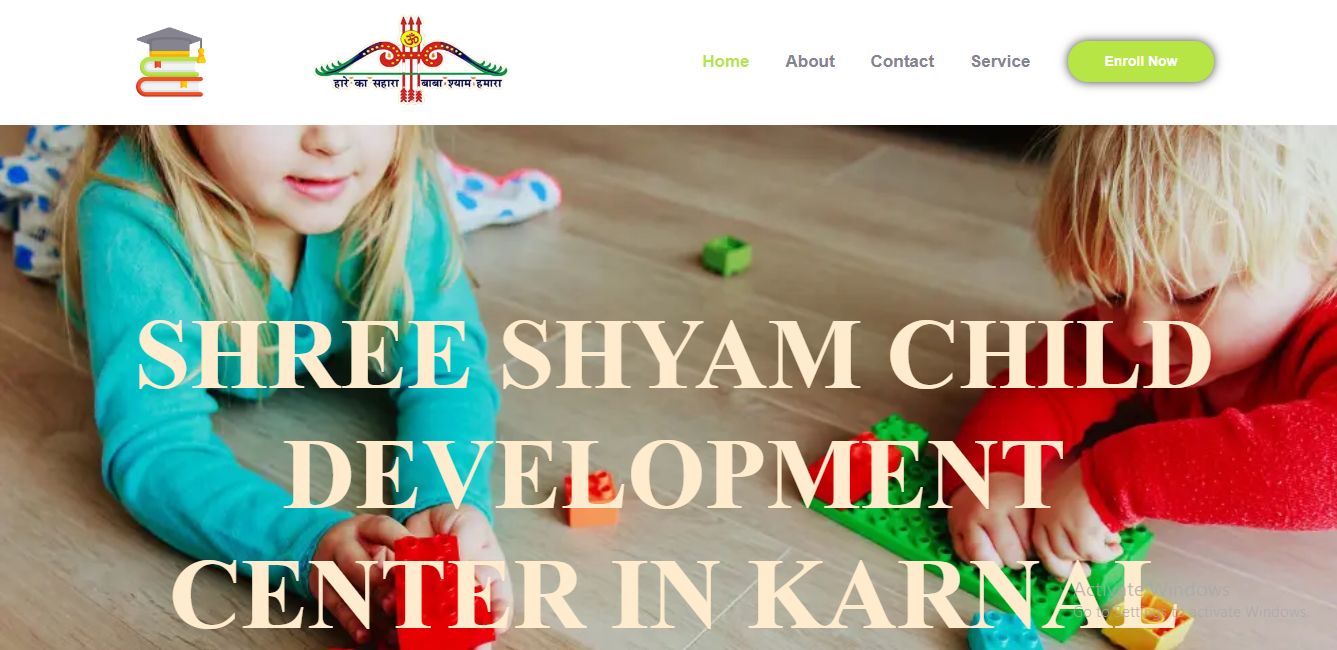 ॐ
हारे का सहारा बाबा श्याम हमारा
Home About Contact Service Enroll Now
SHREE SHYAM CHILD
DEVELOPMENT
CENTER IN KARNAL
Activate Windows
Go to Settings to activate Windows.